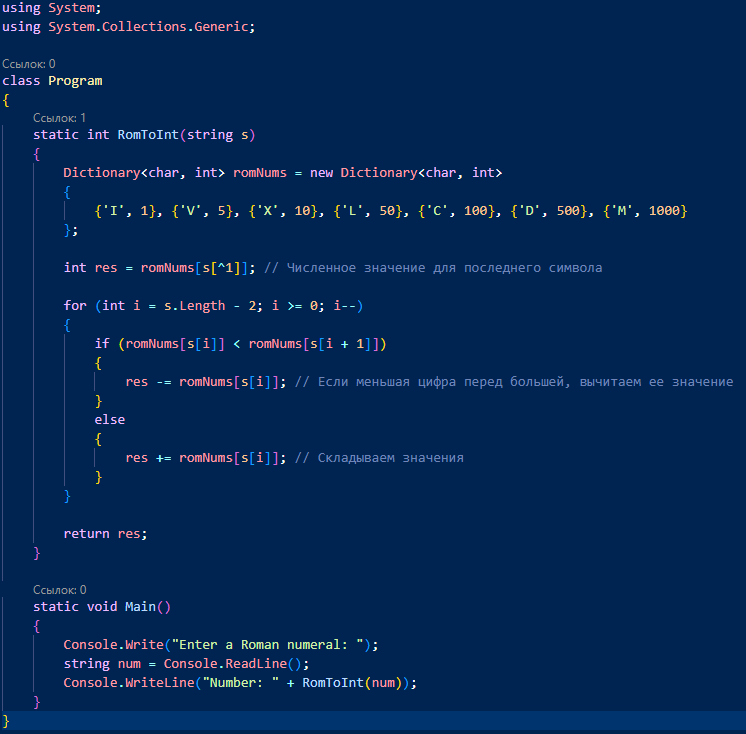 using System;
using System.Collections.Generic;
Ссылок: 0
class Program
{
Ссылок: 1
static int RomToInt(string s)
{
Dictionary<char, int> romNums = new Dictionary<char, int>
{
{'I', 1}, {'V', 5}, {'X', 10}, {'L', 50}, {'C', 100}, {'D', 500}, {'M', 1000}
};
int res = romNums[s[^1]]; // Численное значение для последнего символа
for (int i = s.Length - 2; i >= 0; i--)
{
if (romNums[s[i]] < romNums[s[i + 1]])
{
res -= romNums[s[i]]; // Если меньшая цифра перед большей, вычитаем ее значение
}
else
{
res += romNums[s[i]]; // Складываем значения
}
}
return res;
}
Ссылок: 0
static void Main()
{
Console.Write("Enter a Roman numeral: ");
string num = Console.ReadLine();
Console.WriteLine("Number: " + RomToInt(num));
}
}